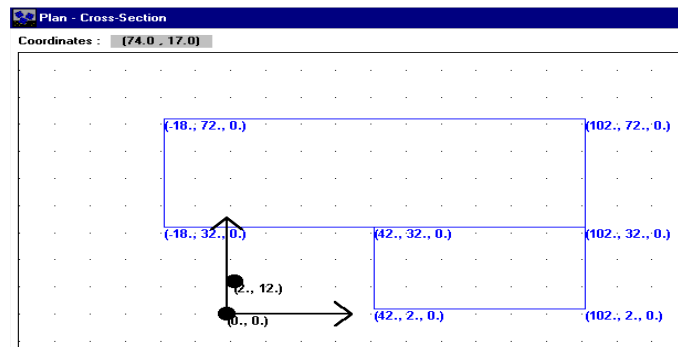 Plan - Cross-Section
Coordinates : (74.0 , 17.0)
(-18., 72., 0.) (102., 72., 0.)
(-18., 32., 0.) (42., 32., 0.) (102., 32., 0.)
(2., 12.)
(0., 0.) (42., 2., 0.) (102., 2., 0.)